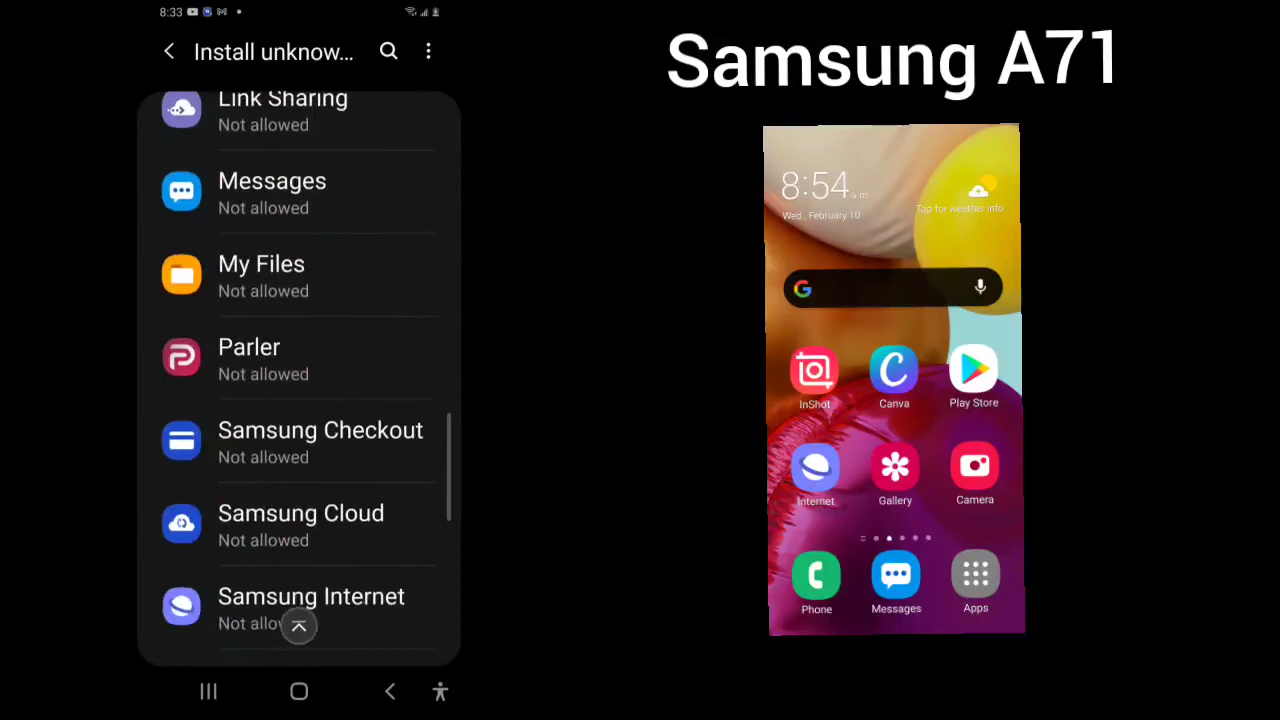 8:33
Install unknow...
Link Sharing
Not allowed
Messages
Not allowed
My Files
Not allowed
Parler
Not allowed
Samsung Checkout
Not allowed
Samsung Cloud
Not allowed
Samsung Internet
Not allow
Samsung A71
8:54 a.m.
Wed, February 10
Tap for weather info
InShot
Canva
Play Store
Internet
Gallery
Camera
Phone
Messages
Apps